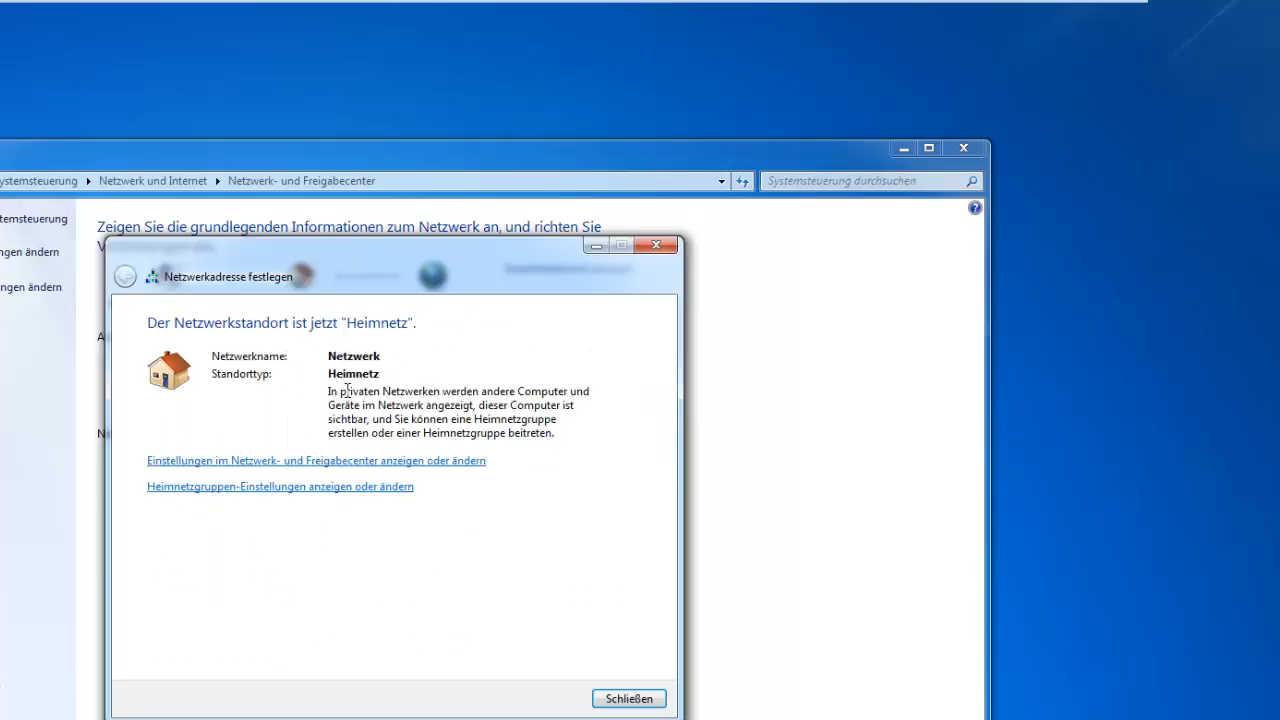 ystemsteuerung Netzwerk und Internet Netzwerk- und Freigabecenter Systemsteuerung durchsuchen
temsteuerung
ngen ändern
ngen ändern
Zeigen Sie die grundlegenden Informationen zum Netzwerk an, und richten Sie
Netzwerkadresse festlegen
Der Netzwerkstandort ist jetzt "Heimnetz".
Netzwerkname: Netzwerk
Standorttyp: Heimnetz
In privaten Netzwerken werden andere Computer und
Geräte im Netzwerk angezeigt, dieser Computer ist
sichtbar, und Sie können eine Heimnetzgruppe
erstellen oder einer Heimnetzgruppe beitreten.
Einstellungen im Netzwerk- und Freigabecenter anzeigen oder ändern
Heimnetzgruppen-Einstellungen anzeigen oder ändern
Schließen